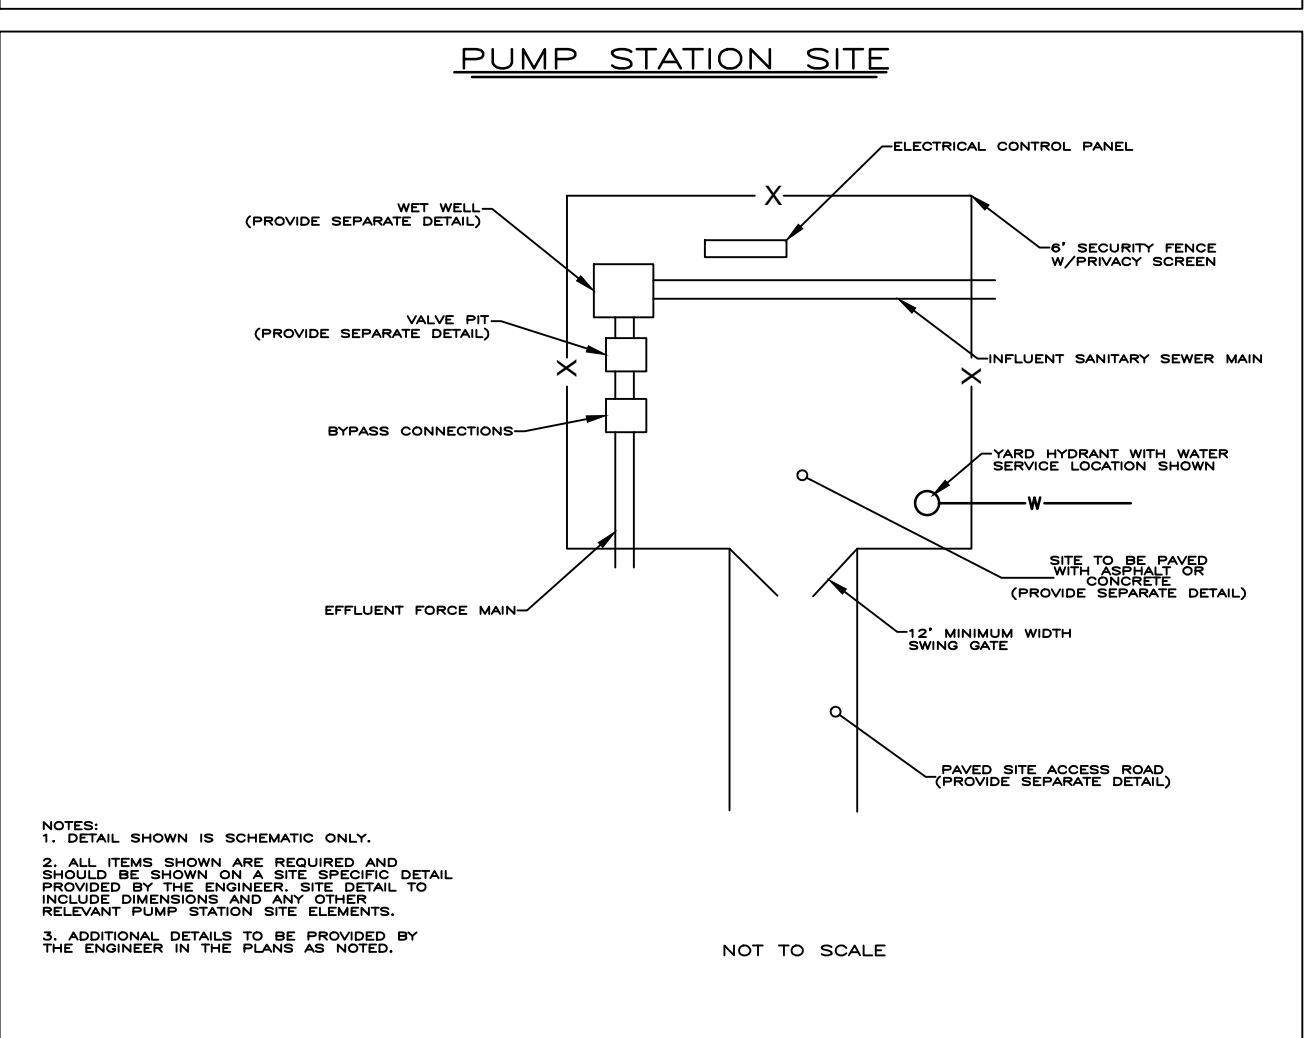 PUMP STATION SITE
ELECTRICAL CONTROL PANEL
WET WELL
(PROVIDE SEPARATE DETAIL)
X
6' SECURITY FENCE
W/PRIVACY SCREEN
VALVE PIT
(PROVIDE SEPARATE DETAIL)
INFLUENT SANITARY SEWER MAIN
X
X
BYPASS CONNECTIONS
YARD HYDRANT WITH WATER
SERVICE LOCATION SHOWN
W
SITE TO BE PAVED
WITH ASPHALT OR
CONCRETE
(PROVIDE SEPARATE DETAIL)
EFFLUENT FORCE MAIN
12' MINIMUM WIDTH
SWING GATE
PAVED SITE ACCESS ROAD
(PROVIDE SEPARATE DETAIL)
NOTES:
1. DETAIL SHOWN IS SCHEMATIC ONLY.
2. ALL ITEMS SHOWN ARE REQUIRED AND
SHOULD BE SHOWN ON A SITE SPECIFIC DETAIL
PROVIDED BY THE ENGINEER. SITE DETAIL TO
INCLUDE DIMENSIONS AND ANY OTHER
RELEVANT PUMP STATION SITE ELEMENTS.
3. ADDITIONAL DETAILS TO BE PROVIDED BY
THE ENGINEER IN THE PLANS AS NOTED.
NOT TO SCALE